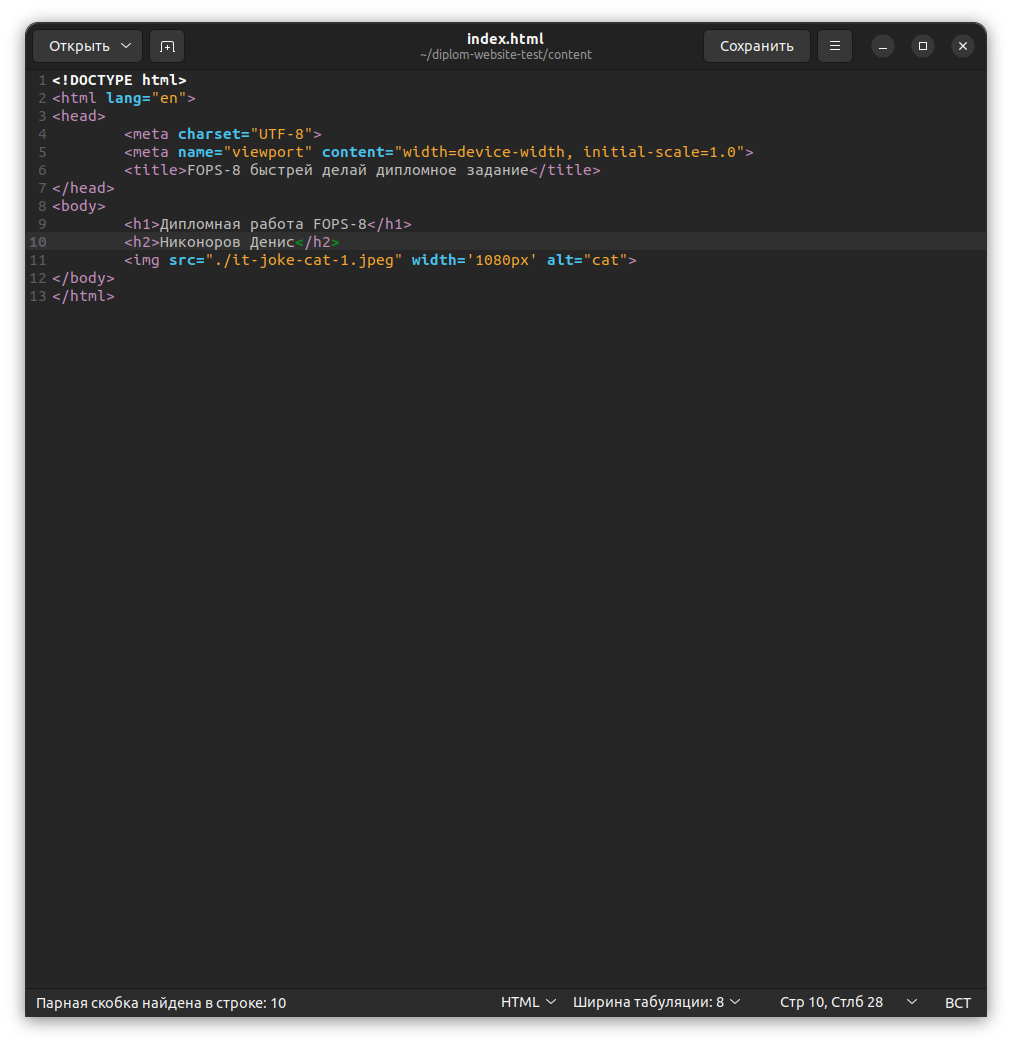 Открыть
index.html
~/diplom-website-test/content
Сохранить
1 <!DOCTYPE html>
2 <html lang="en">
3 <head>
4 <meta charset="UTF-8">
5 <meta name="viewport" content="width=device-width, initial-scale=1.0">
6 <title>FOPS-8 быстрей делай дипломное задание</title>
7 </head>
8 <body>
9 <h1>Дипломная работа FOPS-8</h1>
10 <h2>Никоноров Денис</h2>
11 <img src="./it-joke-cat-1.jpeg" width='1080px' alt="cat">
12 </body>
13 </html>
Парная скобка найдена в строке: 10 HTML Ширина табуляции: 8 Стр 10, Стлб 28 ВСТ